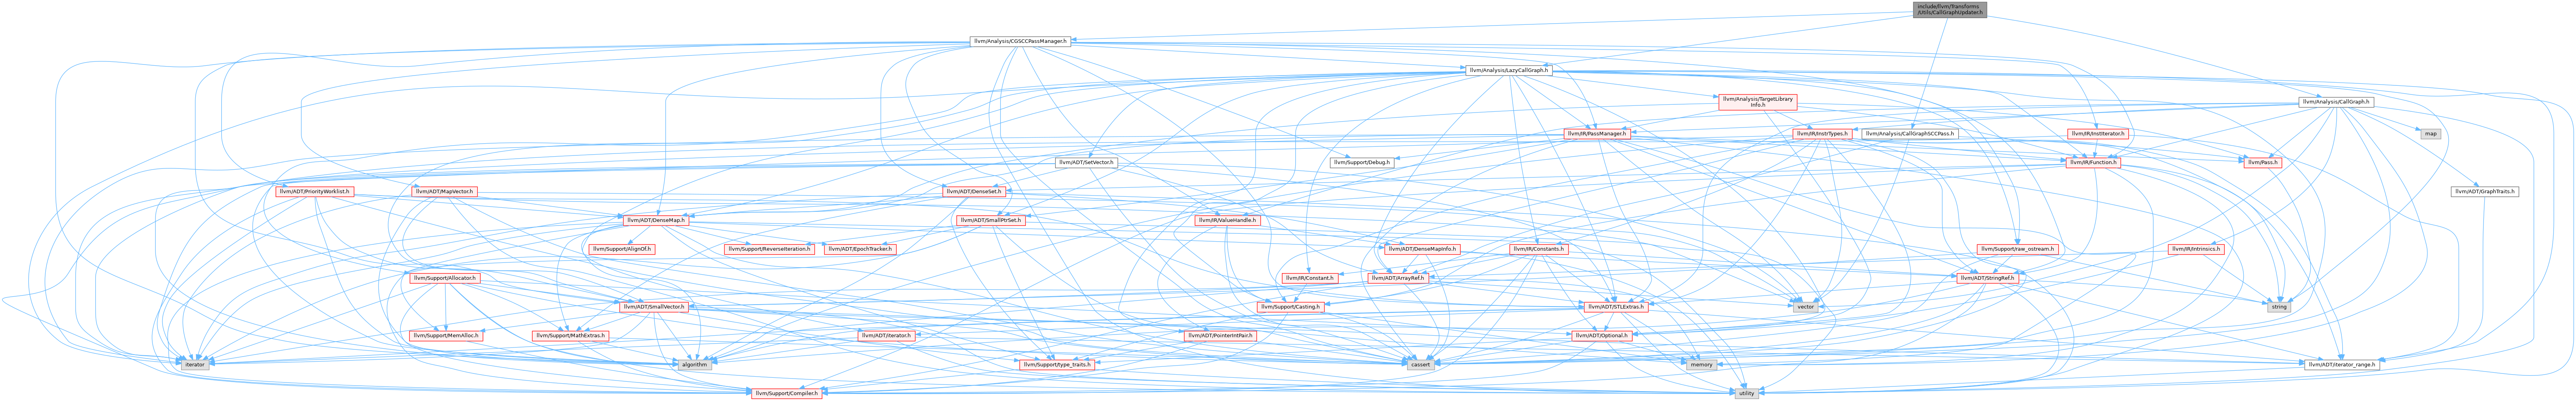 include/llvm/Transforms
/Utils/CallGraphUpdater.h
llvm/Analysis/CGSCCPassManager.h
llvm/Analysis/LazyCallGraph.h
llvm/Analysis/TargetLibrary
Info.h
llvm/Analysis/CallGraph.h
llvm/IR/PassManager.h
llvm/IR/InstrTypes.h
llvm/Analysis/CallGraphSCCPass.h
llvm/IR/InstIterator.h
map
llvm/ADT/SetVector.h
llvm/Support/Debug.h
llvm/IR/Function.h
llvm/Pass.h
llvm/ADT/PriorityWorklist.h
llvm/ADT/MapVector.h
llvm/ADT/DenseSet.h
llvm/ADT/GraphTraits.h
llvm/ADT/DenseMap.h
llvm/ADT/SmallPtrSet.h
llvm/IR/ValueHandle.h
llvm/Support/AlignOf.h
llvm/Support/ReverseIteration.h
llvm/ADT/EpochTracker.h
llvm/ADT/DenseMapInfo.h
llvm/IR/Constants.h
llvm/Support/raw_ostream.h
llvm/IR/Intrinsics.h
llvm/Support/Allocator.h
llvm/IR/Constant.h
llvm/ADT/ArrayRef.h
llvm/ADT/StringRef.h
llvm/ADT/SmallVector.h
llvm/Support/Casting.h
llvm/ADT/STLExtras.h
vector
string
llvm/Support/MemAlloc.h
llvm/Support/MathExtras.h
llvm/ADT/iterator.h
llvm/ADT/PointerIntPair.h
llvm/ADT/Optional.h
iterator
algorithm
llvm/Support/type_traits.h
cassert
memory
llvm/ADT/iterator_range.h
llvm/Support/Compiler.h
utility